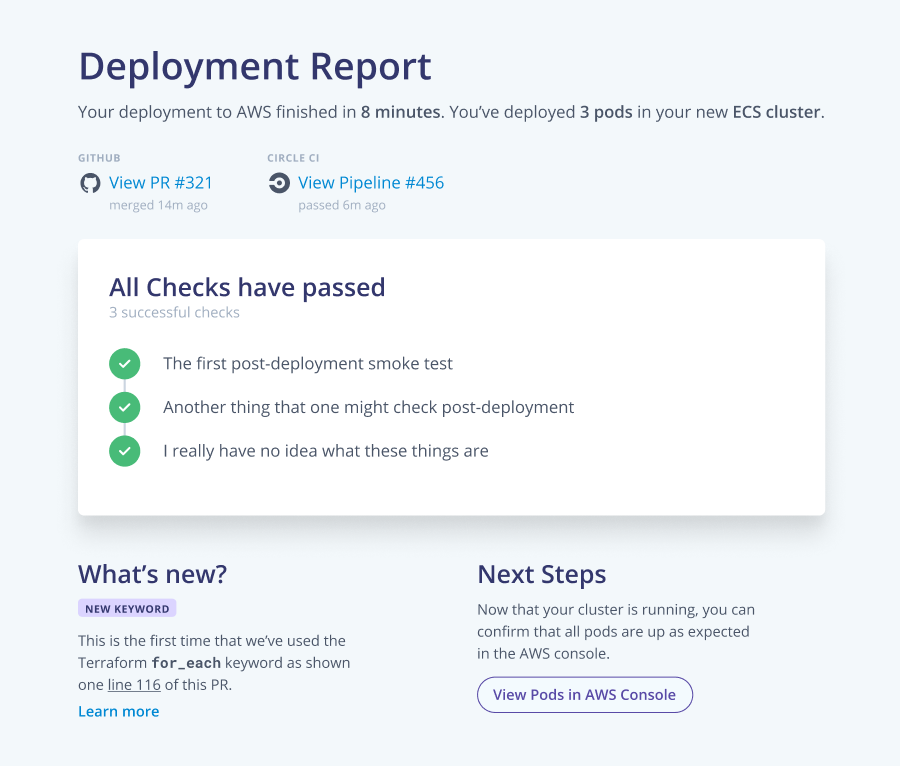 Deployment Report
Your deployment to AWS finished in 8 minutes. You’ve deployed 3 pods in your new ECS cluster.
GITHUB
View PR #321
merged 14m ago
CIRCLE CI
View Pipeline #456
passed 6m ago
All Checks have passed
3 successful checks
The first post-deployment smoke test
Another thing that one might check post-deployment
I really have no idea what these things are
What’s new?
NEW KEYWORD
This is the first time that we’ve used the
Terraform for_each keyword as shown
one line 116 of this PR.
Learn more
Next Steps
Now that your cluster is running, you can
confirm that all pods are up as expected
in the AWS console.
View Pods in AWS Console